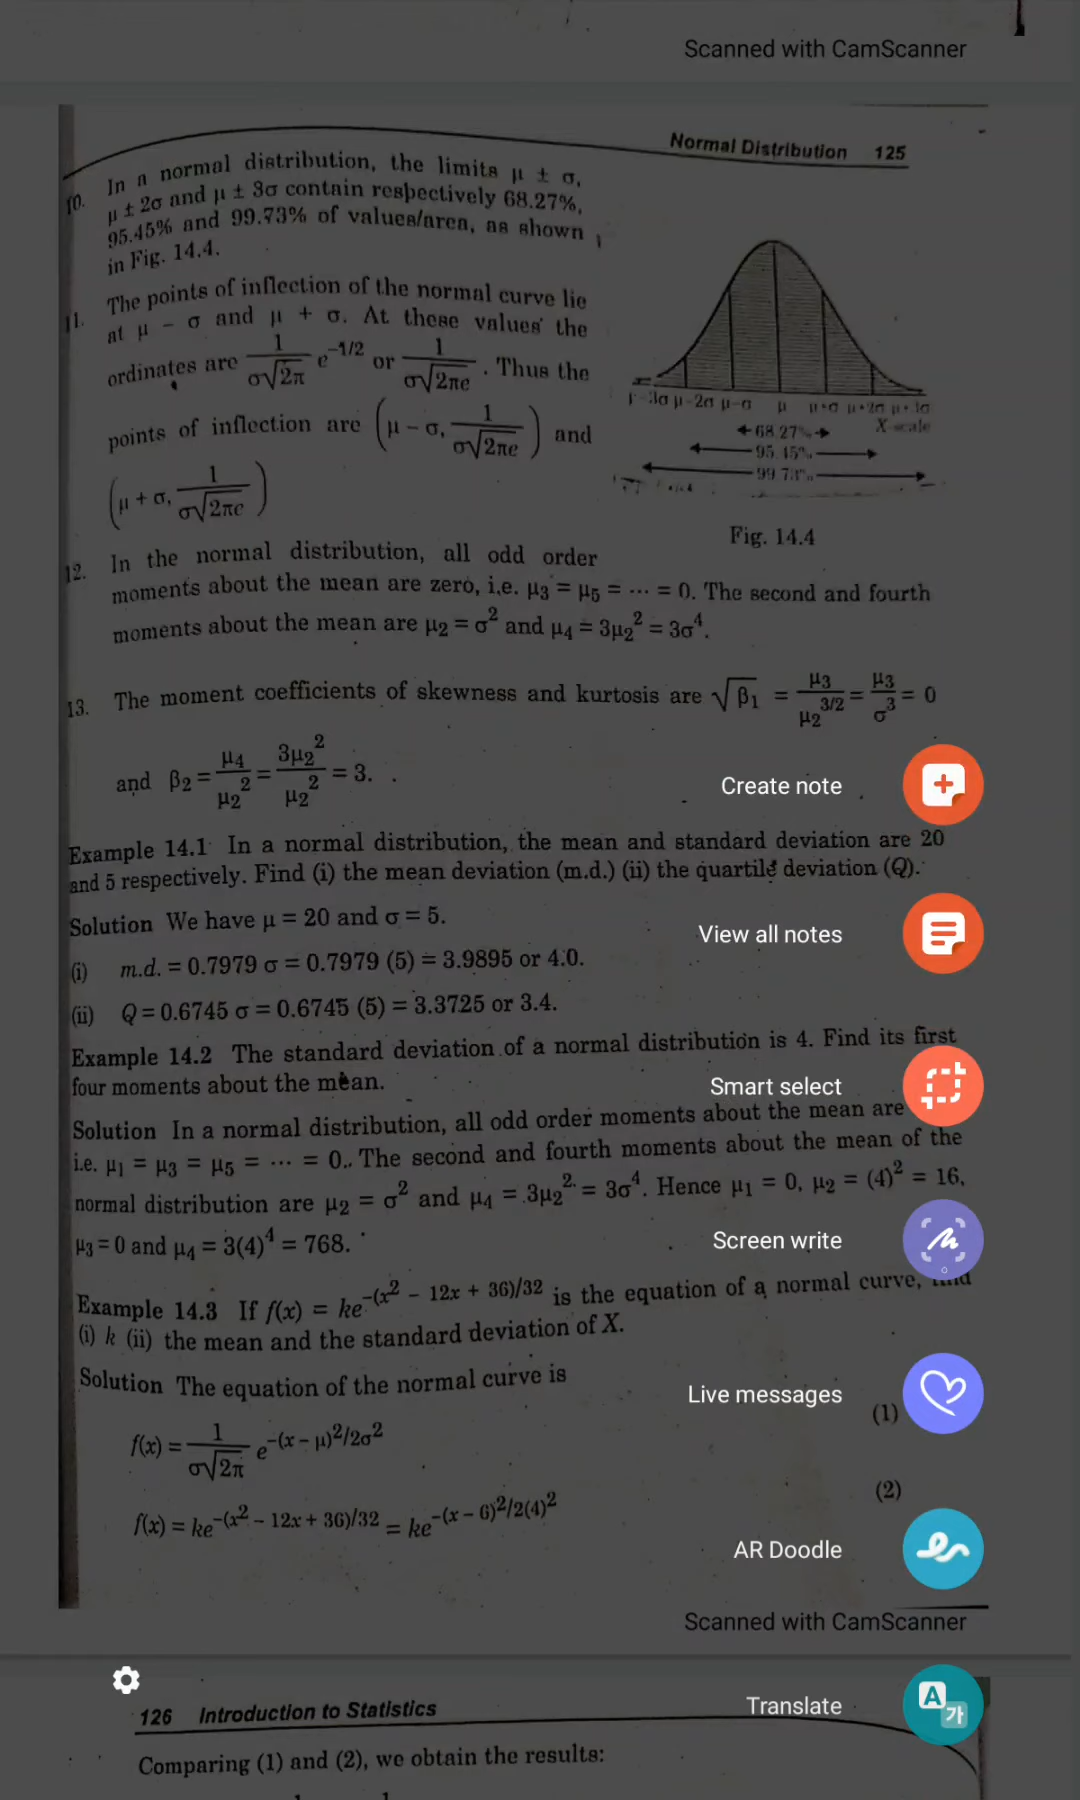 Scanned with CamScanner
Normal Distribution 125
10. In a normal distribution, the limits μ ± σ,
μ ± 2σ and μ ± 3σ contain respectively 68.27%,
95.45% and 99.73% of values/area, as shown
in Fig. 14.4.
11. The points of inflection of the normal curve lie
at μ − σ and μ + σ. At these values the
ordinates are 1/(σ√2π) e^(−1/2) or 1/(σ√2πe). Thus the
points of inflection are (μ − σ, 1/(σ√2πe)) and
(μ + σ, 1/(σ√2πe))
μ−3σ μ−2σ μ−σ μ μ+σ μ+2σ μ+3σ
X-scale
68.27%
95.45%
99.73%
Fig. 14.4
12. In the normal distribution, all odd order
moments about the mean are zero, i.e. μ₃ = μ₅ = ... = 0. The second and fourth
moments about the mean are μ₂ = σ² and μ₄ = 3μ₂² = 3σ⁴.
13. The moment coefficients of skewness and kurtosis are √β₁ = μ₃/μ₂^(3/2) = μ₃/σ³ = 0
and β₂ = μ₄/μ₂² = 3μ₂²/μ₂² = 3.
Create note
Example 14.1 In a normal distribution, the mean and standard deviation are 20
and 5 respectively. Find (i) the mean deviation (m.d.) (ii) the quartile deviation (Q).
Solution We have μ = 20 and σ = 5.
View all notes
(i) m.d. = 0.7979 σ = 0.7979 (5) = 3.9895 or 4.0.
(ii) Q = 0.6745 σ = 0.6745 (5) = 3.3725 or 3.4.
Example 14.2 The standard deviation of a normal distribution is 4. Find its first
four moments about the mean.
Smart select
Solution In a normal distribution, all odd order moments about the mean are
i.e. μ₁ = μ₃ = μ₅ = ... = 0. The second and fourth moments about the mean of the
normal distribution are μ₂ = σ² and μ₄ = 3μ₂² = 3σ⁴. Hence μ₁ = 0, μ₂ = (4)² = 16,
μ₃ = 0 and μ₄ = 3(4)⁴ = 768.
Screen write
Example 14.3 If f(x) = ke^(−(x² − 12x + 36)/32) is the equation of a normal curve,
(i) k (ii) the mean and the standard deviation of X.
Solution The equation of the normal curve is
Live messages
f(x) = 1/(σ√2π) e^(−(x − μ)²/2σ²) (1)
f(x) = ke^(−(x² − 12x + 36)/32) = ke^(−(x − 6)²/2(4)²) (2)
AR Doodle
Scanned with CamScanner
126 Introduction to Statistics
Translate
A
가
Comparing (1) and (2), we obtain the results: